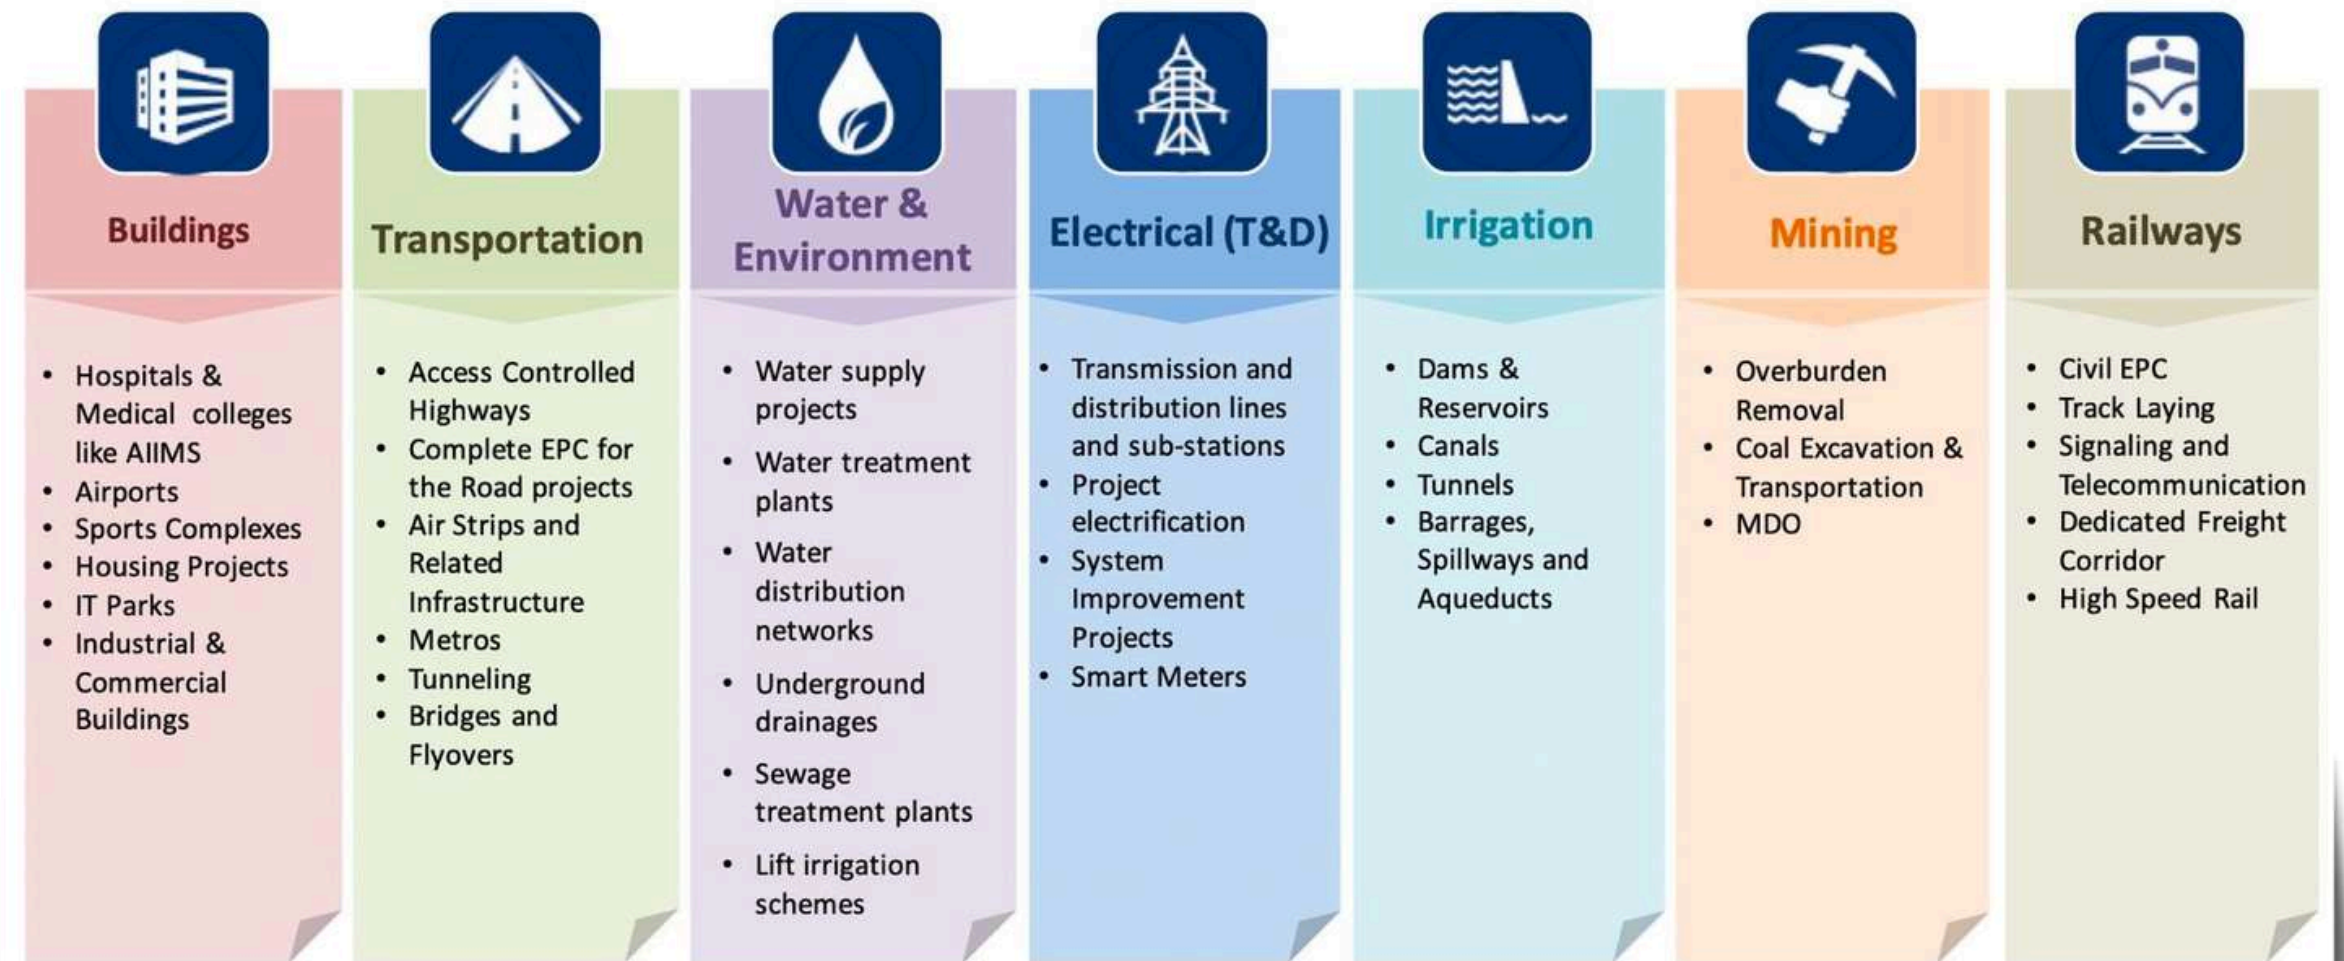 Buildings
• Hospitals &
Medical colleges
like AIIMS
• Airports
• Sports Complexes
• Housing Projects
• IT Parks
• Industrial &
Commercial
Buildings
Transportation
• Access Controlled
Highways
• Complete EPC for
the Road projects
• Air Strips and
Related
Infrastructure
• Metros
• Tunneling
• Bridges and
Flyovers
Water &
Environment
• Water supply
projects
• Water treatment
plants
• Water
distribution
networks
• Underground
drainages
• Sewage
treatment plants
• Lift irrigation
schemes
Electrical (T&D)
• Transmission and
distribution lines
and sub-stations
• Project
electrification
• System
Improvement
Projects
• Smart Meters
Irrigation
• Dams &
Reservoirs
• Canals
• Tunnels
• Barrages,
Spillways and
Aqueducts
Mining
• Overburden
Removal
• Coal Excavation &
Transportation
• MDO
Railways
• Civil EPC
• Track Laying
• Signaling and
Telecommunication
• Dedicated Freight
Corridor
• High Speed Rail